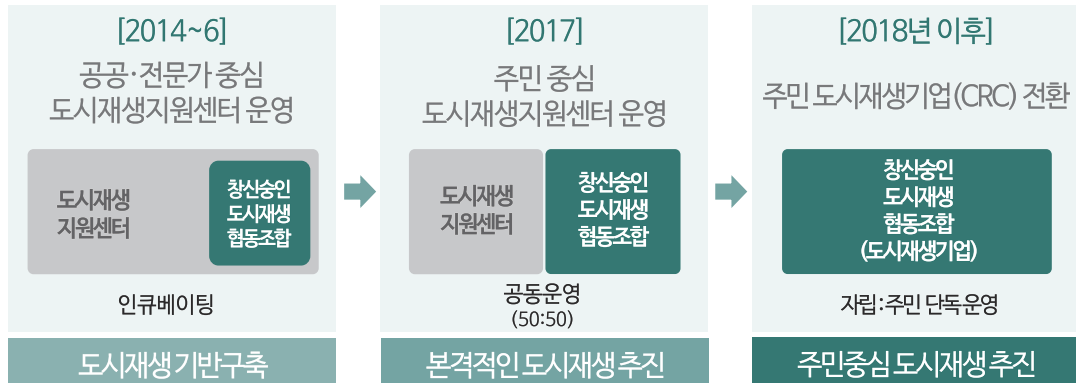 [2014~6]
공공·전문가 중심
도시재생지원센터 운영
도시재생
지원센터
창신숭인
도시재생
협동조합
인큐베이팅
도시재생 기반구축
[2017]
주민 중심
도시재생지원센터 운영
도시재생
지원센터
창신숭인
도시재생
협동조합
공동운영
(50:50)
본격적인 도시재생 추진
[2018년 이후]
주민 도시재생기업(CRC) 전환
창신숭인
도시재생
협동조합
(도시재생기업)
자립:주민 단독 운영
주민중심 도시재생 추진